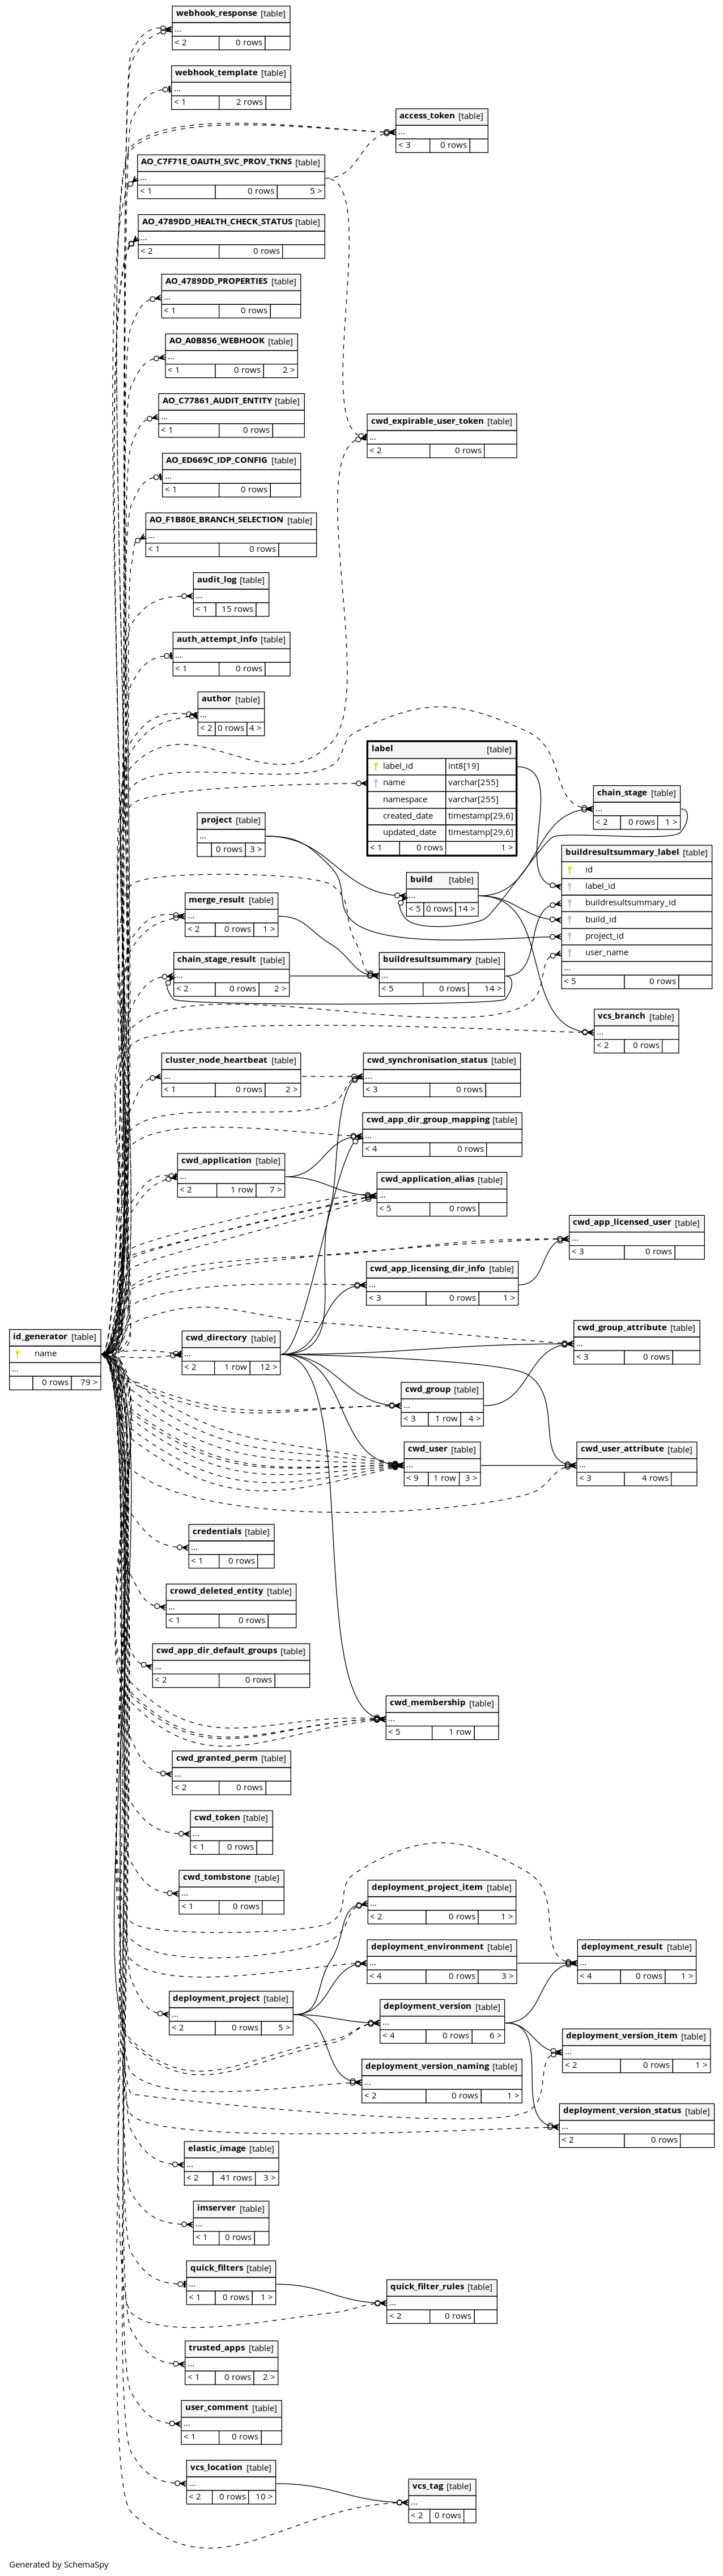 webhook_response [table]
...
< 2 0 rows
webhook_template [table]
...
< 1 2 rows
access_token [table]
...
< 3 0 rows
AO_C7F71E_OAUTH_SVC_PROV_TKNS [table]
...
< 1 0 rows 5 >
AO_4789DD_HEALTH_CHECK_STATUS [table]
...
< 2 0 rows
AO_4789DD_PROPERTIES [table]
...
< 1 0 rows
AO_A0B856_WEBHOOK [table]
...
< 1 0 rows 2 >
AO_C77861_AUDIT_ENTITY [table]
...
< 1 0 rows
cwd_expirable_user_token [table]
...
< 2 0 rows
AO_ED669C_IDP_CONFIG [table]
...
< 1 0 rows
AO_F1B80E_BRANCH_SELECTION [table]
...
< 1 0 rows
audit_log [table]
...
< 1 15 rows
auth_attempt_info [table]
...
< 1 0 rows
author [table]
...
< 2 0 rows 4 >
label [table]
label_id int8[19]
name varchar[255]
namespace varchar[255]
created_date timestamp[29,6]
updated_date timestamp[29,6]
< 1 0 rows 1 >
chain_stage [table]
...
< 2 0 rows 1 >
project [table]
...
0 rows 3 >
buildresultsummary_label [table]
id
label_id
buildresultsummary_id
build_id
project_id
user_name
...
< 5 0 rows
build [table]
...
< 5 0 rows 14 >
merge_result [table]
...
< 2 0 rows 1 >
chain_stage_result [table]
...
< 2 0 rows 2 >
buildresultsummary [table]
...
< 5 0 rows 14 >
vcs_branch [table]
...
< 2 0 rows
cluster_node_heartbeat [table]
...
< 1 0 rows 2 >
cwd_synchronisation_status [table]
...
< 3 0 rows
cwd_app_dir_group_mapping [table]
...
< 4 0 rows
cwd_application [table]
...
< 2 1 row 7 >
cwd_application_alias [table]
...
< 5 0 rows
cwd_app_licensed_user [table]
...
< 3 0 rows
cwd_app_licensing_dir_info [table]
...
< 3 0 rows 1 >
id_generator [table]
name
...
0 rows 79 >
cwd_directory [table]
...
< 2 1 row 12 >
cwd_group_attribute [table]
...
< 3 0 rows
cwd_group [table]
...
< 3 1 row 4 >
cwd_user [table]
...
< 9 1 row 3 >
cwd_user_attribute [table]
...
< 3 4 rows
credentials [table]
...
< 1 0 rows
crowd_deleted_entity [table]
...
< 1 0 rows
cwd_app_dir_default_groups [table]
...
< 2 0 rows
cwd_membership [table]
...
< 5 1 row
cwd_granted_perm [table]
...
< 2 0 rows
cwd_token [table]
...
< 1 0 rows
cwd_tombstone [table]
...
< 1 0 rows
deployment_project_item [table]
...
< 2 0 rows 1 >
deployment_environment [table]
...
< 4 0 rows 3 >
deployment_result [table]
...
< 4 0 rows 1 >
deployment_project [table]
...
< 2 0 rows 5 >
deployment_version [table]
...
< 4 0 rows 6 >
deployment_version_item [table]
...
< 2 0 rows 1 >
deployment_version_naming [table]
...
< 2 0 rows 1 >
deployment_version_status [table]
...
< 2 0 rows
elastic_image [table]
...
< 2 41 rows 3 >
imserver [table]
...
< 1 0 rows
quick_filters [table]
...
< 1 0 rows 1 >
quick_filter_rules [table]
...
< 2 0 rows
trusted_apps [table]
...
< 1 0 rows 2 >
user_comment [table]
...
< 1 0 rows
vcs_location [table]
...
< 2 0 rows 10 >
vcs_tag [table]
...
< 2 0 rows
Generated by SchemaSpy